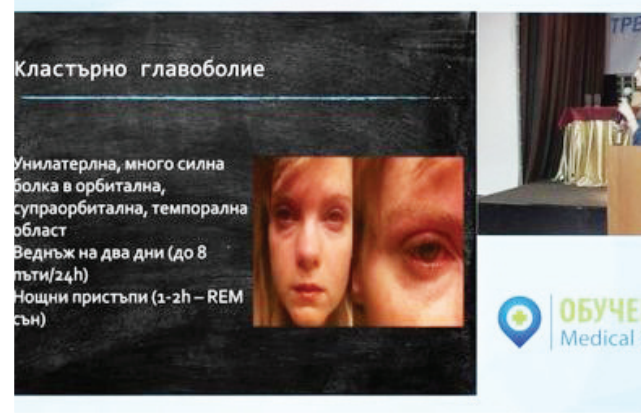 Кластърно главоболие
Унилатерлна, много силна
болка в орбитална,
супраорбитална, темпорална
област
Веднъж на два дни (до 8
пъти/24h)
Нощни пристъпи (1-2h – REM
сън)
ТРЕ
ОБУЧЕ
Medical